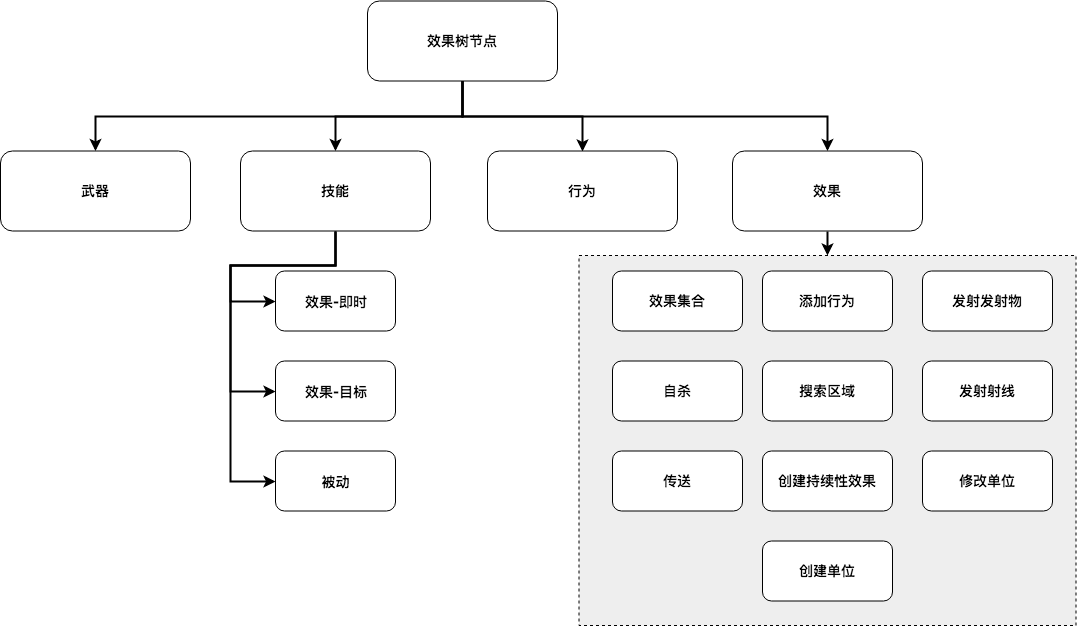 效果树节点
武器
技能
行为
效果
效果-即时
效果-目标
被动
效果集合
添加行为
发射发射物
自杀
搜索区域
发射射线
传送
创建持续性效果
修改单位
创建单位